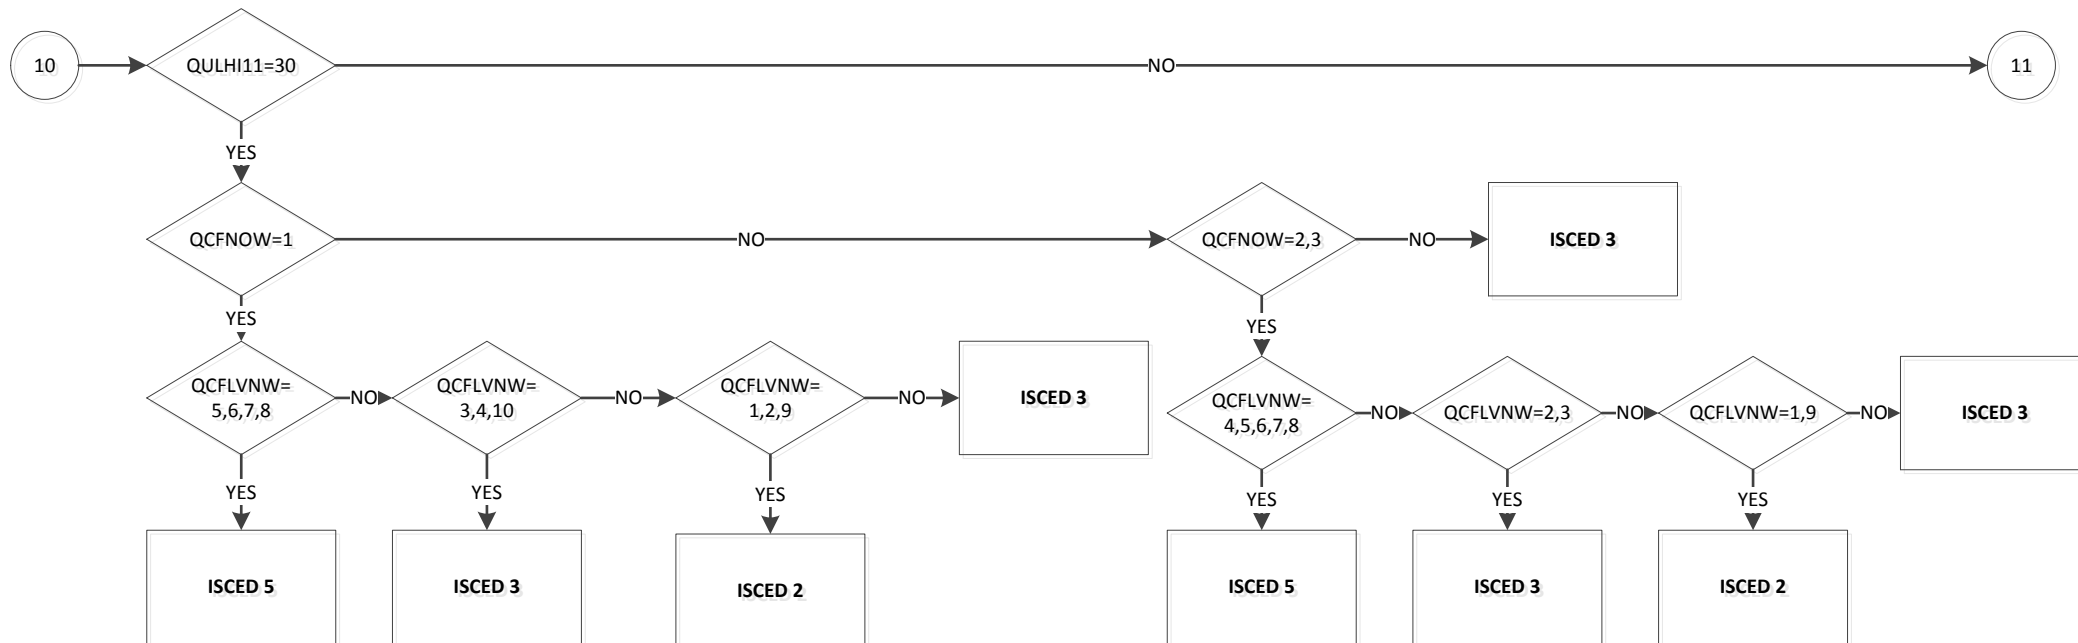 10
QULHI11=30
NO
11
YES
QCFNOW=1
NO
QCFNOW=2,3
NO
ISCED 3
YES
YES
QCFLVNW=
5,6,7,8
NO
QCFLVNW=
3,4,10
NO
QCFLVNW=
1,2,9
NO
ISCED 3
QCFLVNW=
4,5,6,7,8
NO
QCFLVNW=2,3
NO
QCFLVNW=1,9
NO
ISCED 3
YES
YES
YES
YES
YES
YES
ISCED 5
ISCED 3
ISCED 2
ISCED 5
ISCED 3
ISCED 2